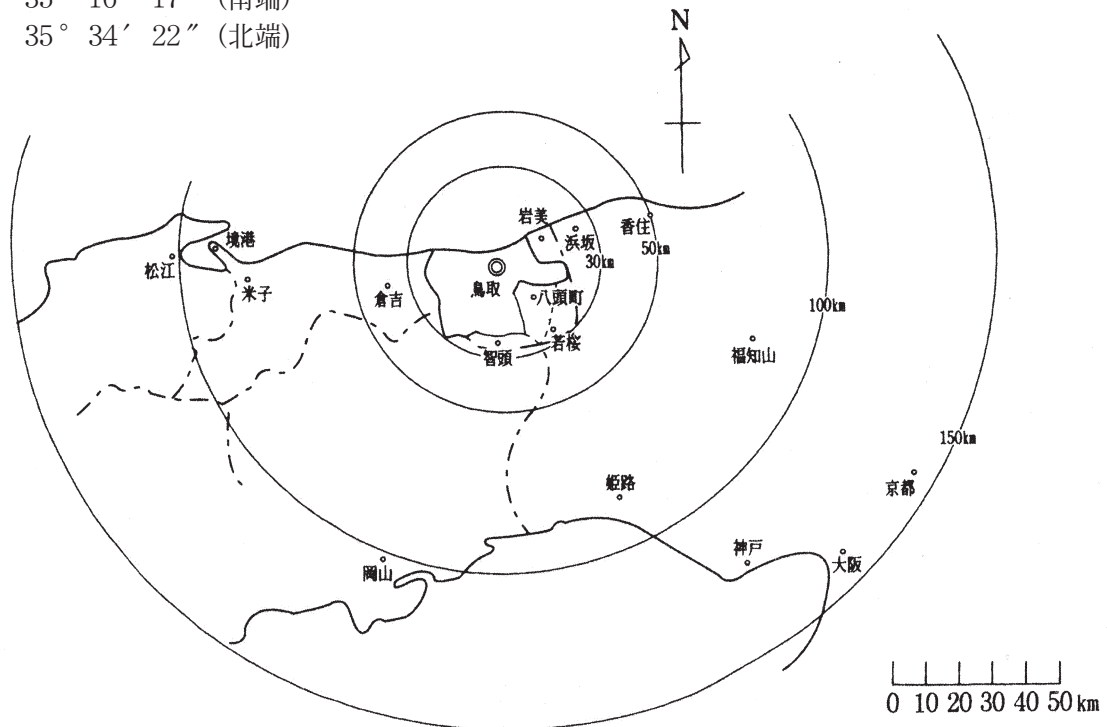 35° 34′ 22″ (北端)
N
岩美
香住
浜坂
50km
境港
30km
松江
鳥取
八頭町
米子
倉吉
100km
若桜
智頭
福知山
150km
姫路
京都
神戸
大阪
岡山
0 10 20 30 40 50 km